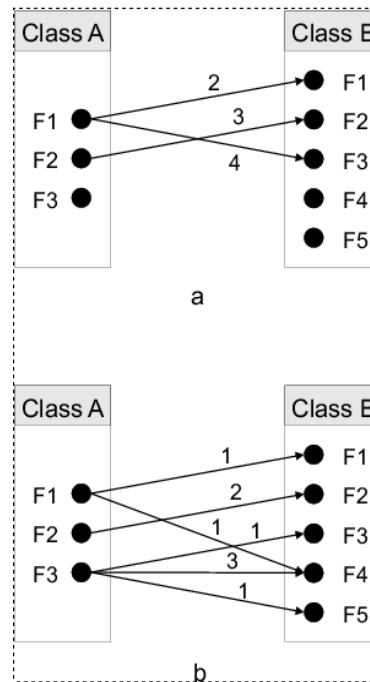 Class A Class B
2 F1
F1 3 F2
F2 4 F3
F3 F4
F5
a
Class A Class B
1 F1
F1 2 F2
F2 1 1 F3
F3 3 F4
1 F5
b